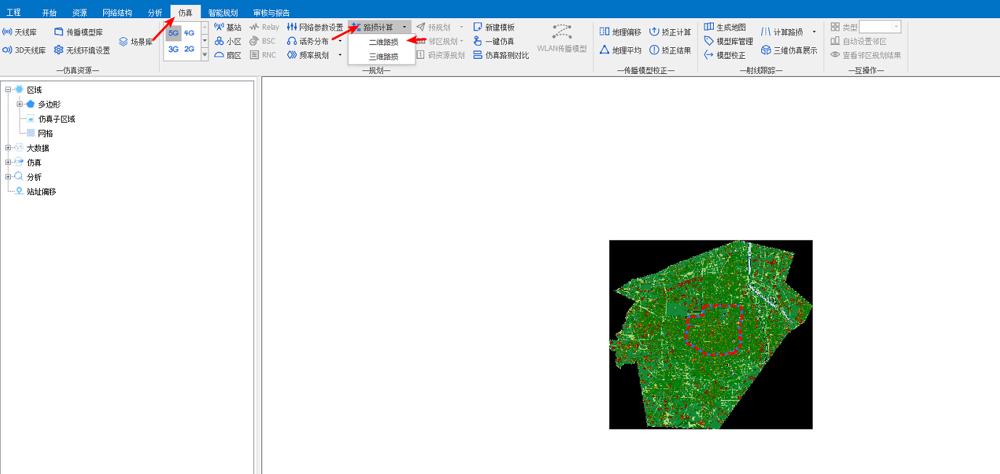 工程 开始 资源 网络结构 分析 仿真 智能规划 审核与报告
天线库 传播模型库 场景库 5G 4G 基站 Relay 网络参数设置 路损计算 预规划 新建模板 地理偏移 矫正计算 生成地图 计算路损 类型
二维路损
小区 BSC 话务分布 邻区规划 一键仿真 WLAN传播模型 模型库管理 自动设置邻区
3D天线库 无线环境设置 3G 2G 扇区 RNC 频率规划 三维路损 码资源规划 仿真路测对比 地理平均 矫正结果 模型校正 三维仿真展示 查看邻区规划结果
—仿真资源— —规划— —传播模型校正— —射线跟踪— —互操作—
区域
多边形
仿真子区域
网格
大数据
仿真
分析
站址偏移